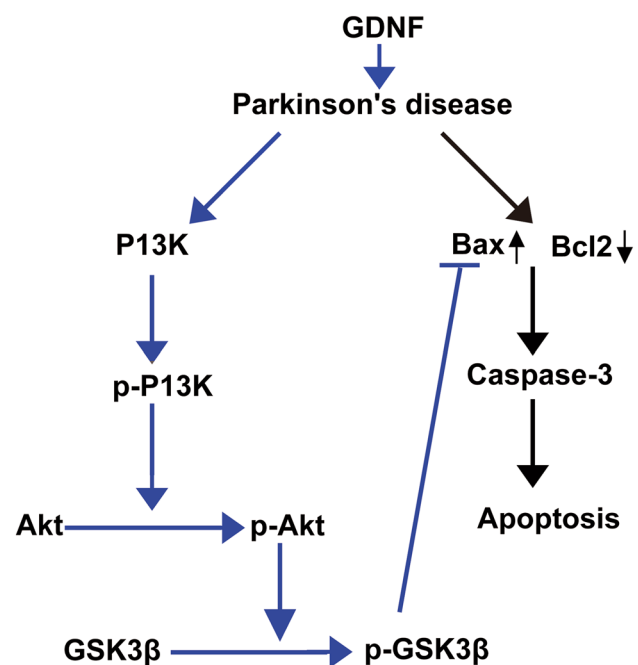 GDNF
Parkinson's disease
P13K
Bax Bcl2
p-P13K
Caspase-3
Akt p-Akt
Apoptosis
GSK3β p-GSK3β